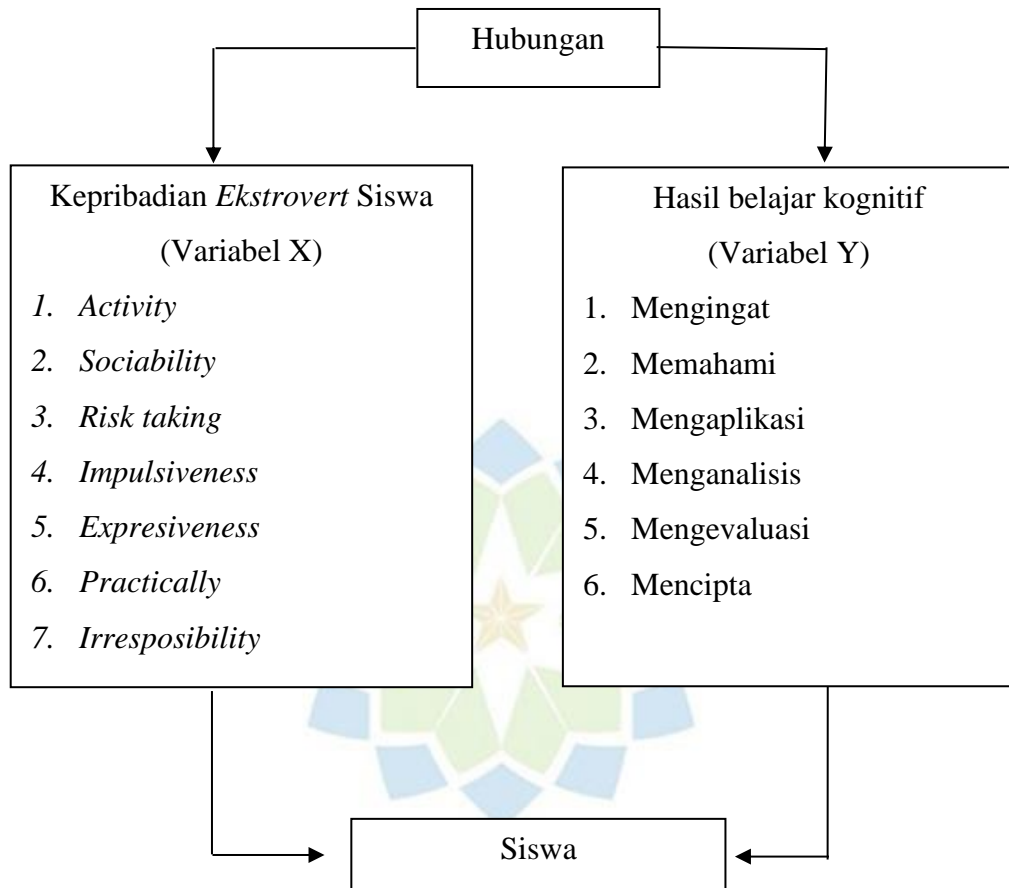 Hubungan
Kepribadian Ekstrovert Siswa
(Variabel X)
1. Activity
2. Sociability
3. Risk taking
4. Impulsiveness
5. Expresiveness
6. Practically
7. Irresposibility
Hasil belajar kognitif
(Variabel Y)
1. Mengingat
2. Memahami
3. Mengaplikasi
4. Menganalisis
5. Mengevaluasi
6. Mencipta
Siswa